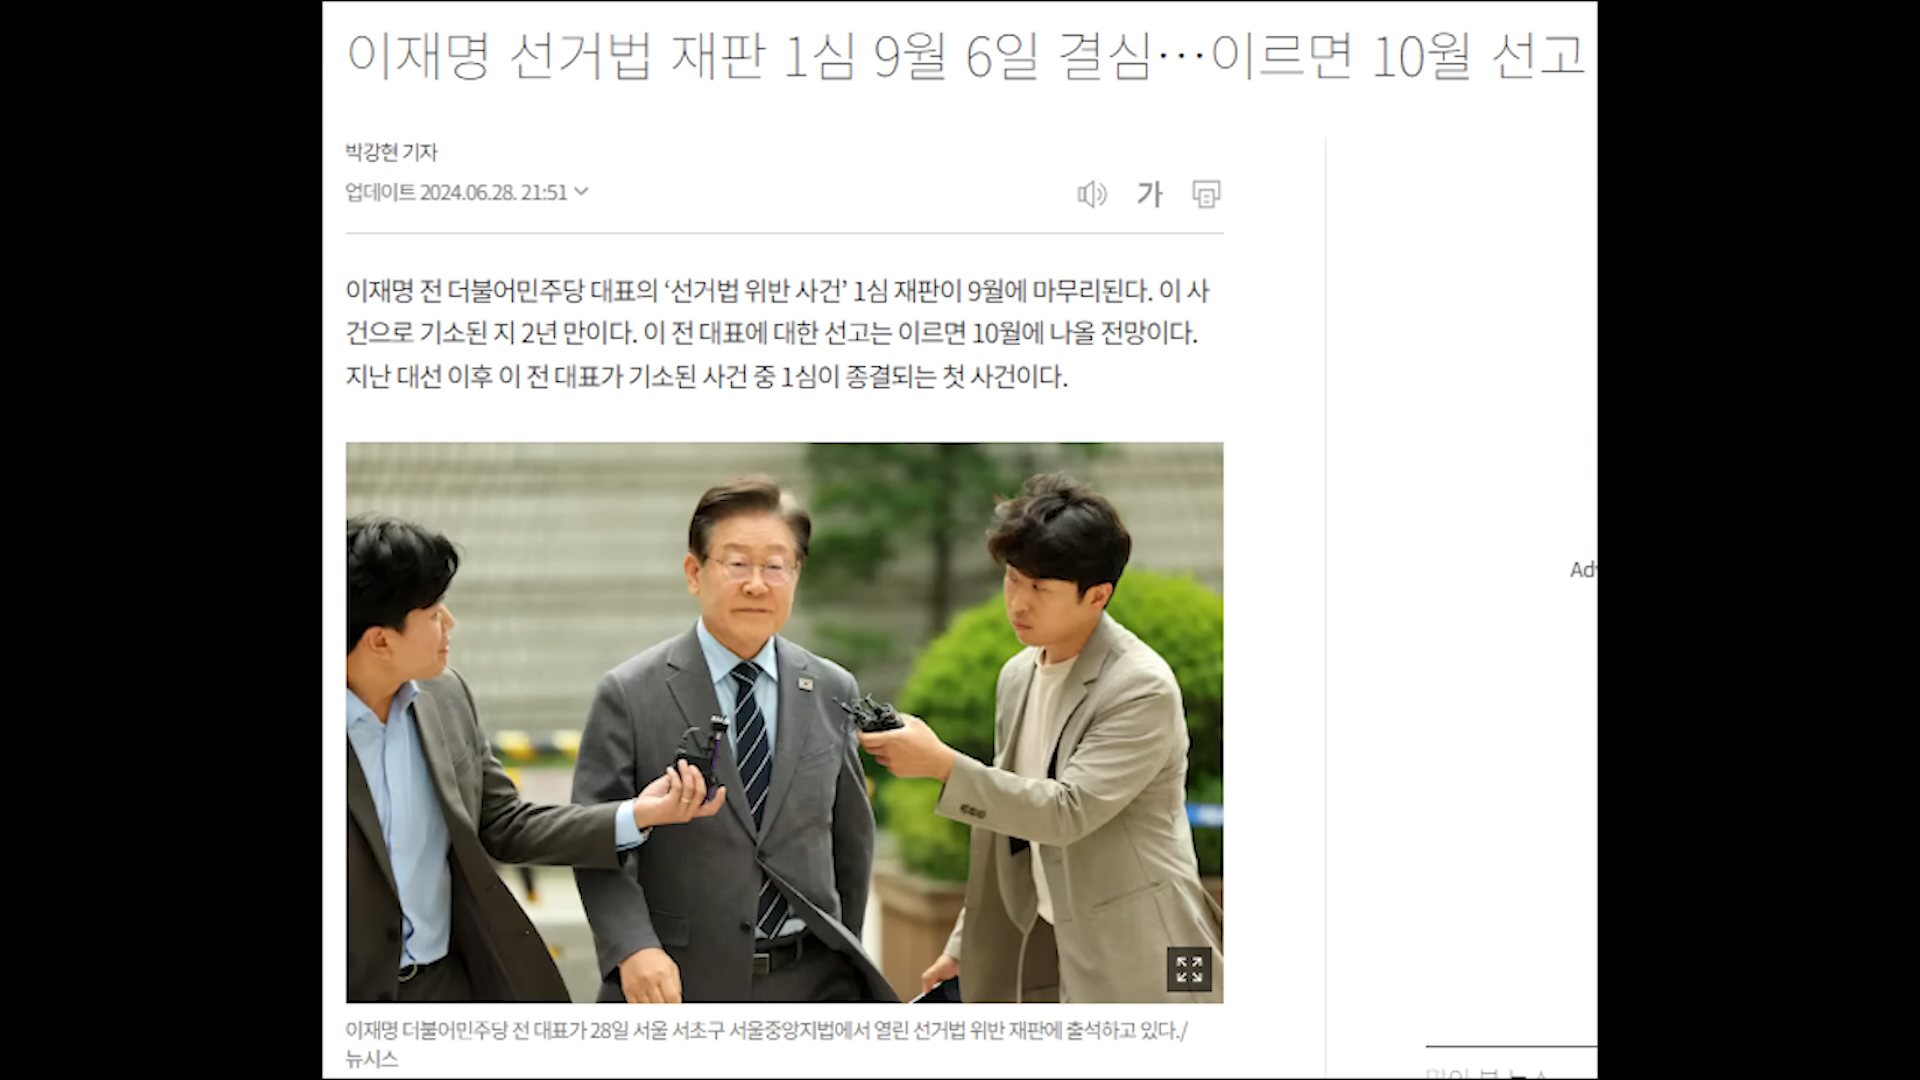 이재명 선거법 재판 1심 9월 6일 결심…이르면 10월 선고
박강현 기자
업데이트 2024.06.28. 21:51
가
이재명 전 더불어민주당 대표의 ‘선거법 위반 사건’ 1심 재판이 9월에 마무리된다. 이 사
건으로 기소된 지 2년 만이다. 이 전 대표에 대한 선고는 이르면 10월에 나올 전망이다.
지난 대선 이후 이 전 대표가 기소된 사건 중 1심이 종결되는 첫 사건이다.
이재명 더불어민주당 전 대표가 28일 서울 서초구 서울중앙지법에서 열린 선거법 위반 재판에 출석하고 있다./
뉴시스